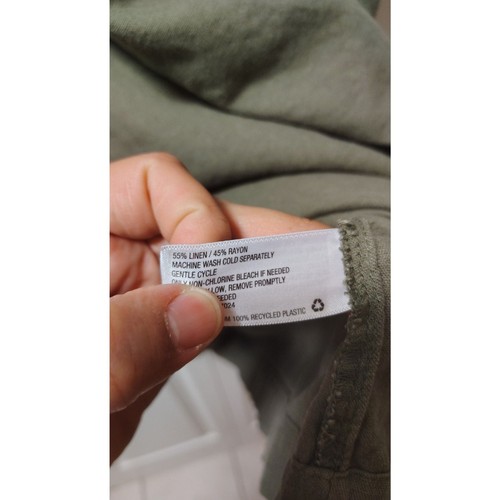 55% LINEN / 45% RAYON
MACHINE WASH COLD SEPARATELY
GENTLE CYCLE
ONLY NON-CHLORINE BLEACH IF NEEDED
LOW, REMOVE PROMPTLY
100% RECYCLED PLASTIC